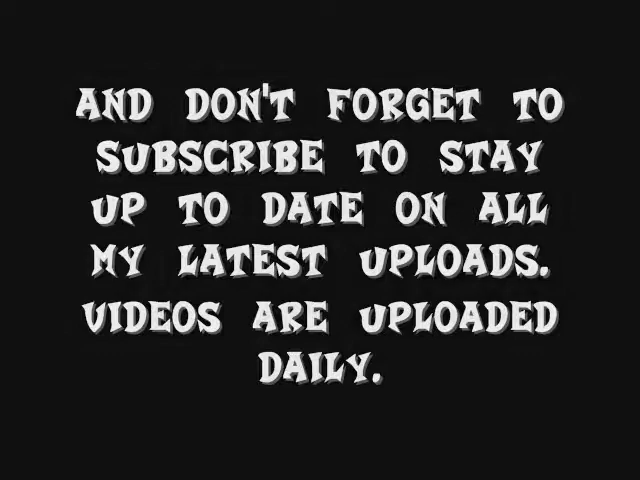 AND DON'T FORGET TO
SUBSCRIBE TO STAY
UP TO DATE ON ALL
MY LATEST UPLOADS.
VIDEOS ARE UPLOADED
DAILY.